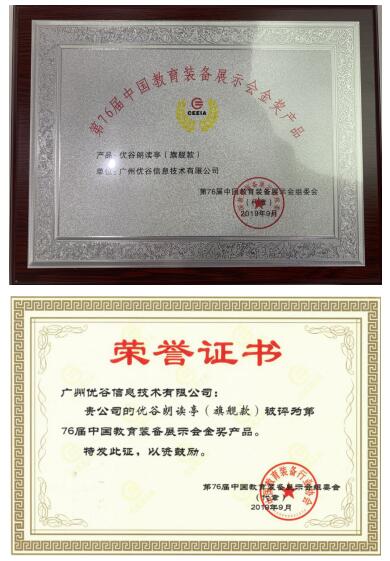 第76届中国教育装备展示会金奖产品
CEEIA
产品：优谷朗读亭（旗舰款）
单位：广州优谷信息技术有限公司
第76届中国教育装备展示会组委会
（代章）
2019年9月
荣誉证书
广州优谷信息技术有限公司：
贵公司的优谷朗读亭（旗舰款）被评为第
76届中国教育装备展示会金奖产品。
特发此证，以资鼓励。
第76届中国教育装备展示会组委会
（代章）
2019年9月